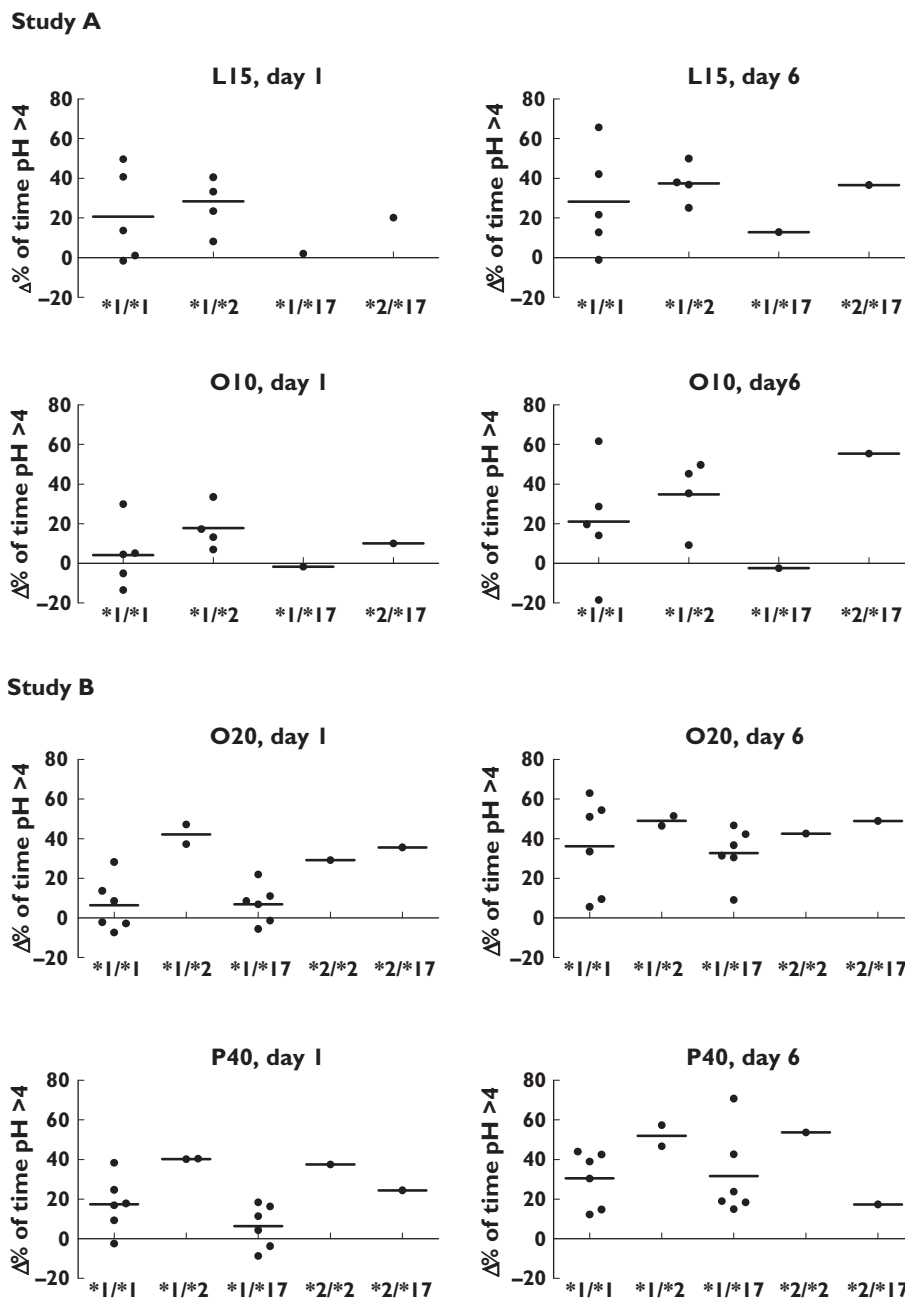 Study A
L15, day 1
Δ% of time pH >4
80
60
40
20
0
–20
*1/*1 *1/*2 *1/*17 *2/*17
L15, day 6
Δ% of time pH >4
80
60
40
20
0
–20
*1/*1 *1/*2 *1/*17 *2/*17
O10, day 1
Δ% of time pH >4
80
60
40
20
0
–20
*1/*1 *1/*2 *1/*17 *2/*17
O10, day6
Δ% of time pH >4
80
60
40
20
0
–20
*1/*1 *1/*2 *1/*17 *2/*17
Study B
O20, day 1
Δ% of time pH >4
80
60
40
20
0
–20
*1/*1 *1/*2 *1/*17 *2/*2 *2/*17
O20, day 6
Δ% of time pH >4
80
60
40
20
0
–20
*1/*1 *1/*2 *1/*17 *2/*2 *2/*17
P40, day 1
Δ% of time pH >4
80
60
40
20
0
–20
*1/*1 *1/*2 *1/*17 *2/*2 *2/*17
P40, day 6
Δ% of time pH >4
80
60
40
20
0
–20
*1/*1 *1/*2 *1/*17 *2/*2 *2/*17